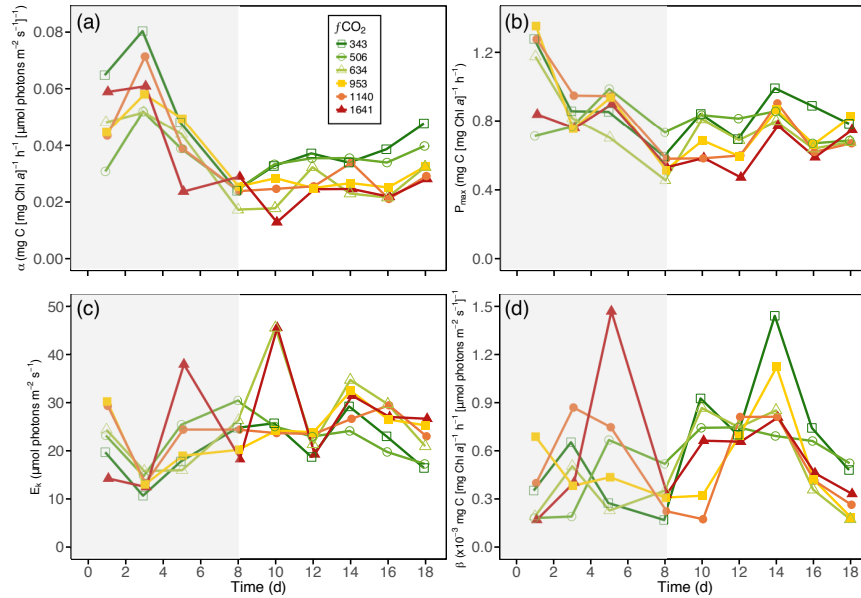 (a)
fCO2
343
506
634
953
1140
1641
0.08
0.06
0.04
0.02
0.00
α (mg C [mg Chl a]⁻¹ h⁻¹ [µmol photons m⁻² s⁻¹]⁻¹)
(b)
1.2
0.8
0.4
0.0
Pmax (mg C [mg Chl a]⁻¹ h⁻¹)
(c)
50
40
30
20
10
0
Ek (µmol photons m⁻² s⁻¹)
0 2 4 6 8 10 12 14 16 18
Time (d)
(d)
1.5
1.2
0.9
0.6
0.3
0.0
β (x10⁻³ mg C [mg Chl a]⁻¹ h⁻¹ [µmol photons m⁻² s⁻¹]⁻¹
0 2 4 6 8 10 12 14 16 18
Time (d)